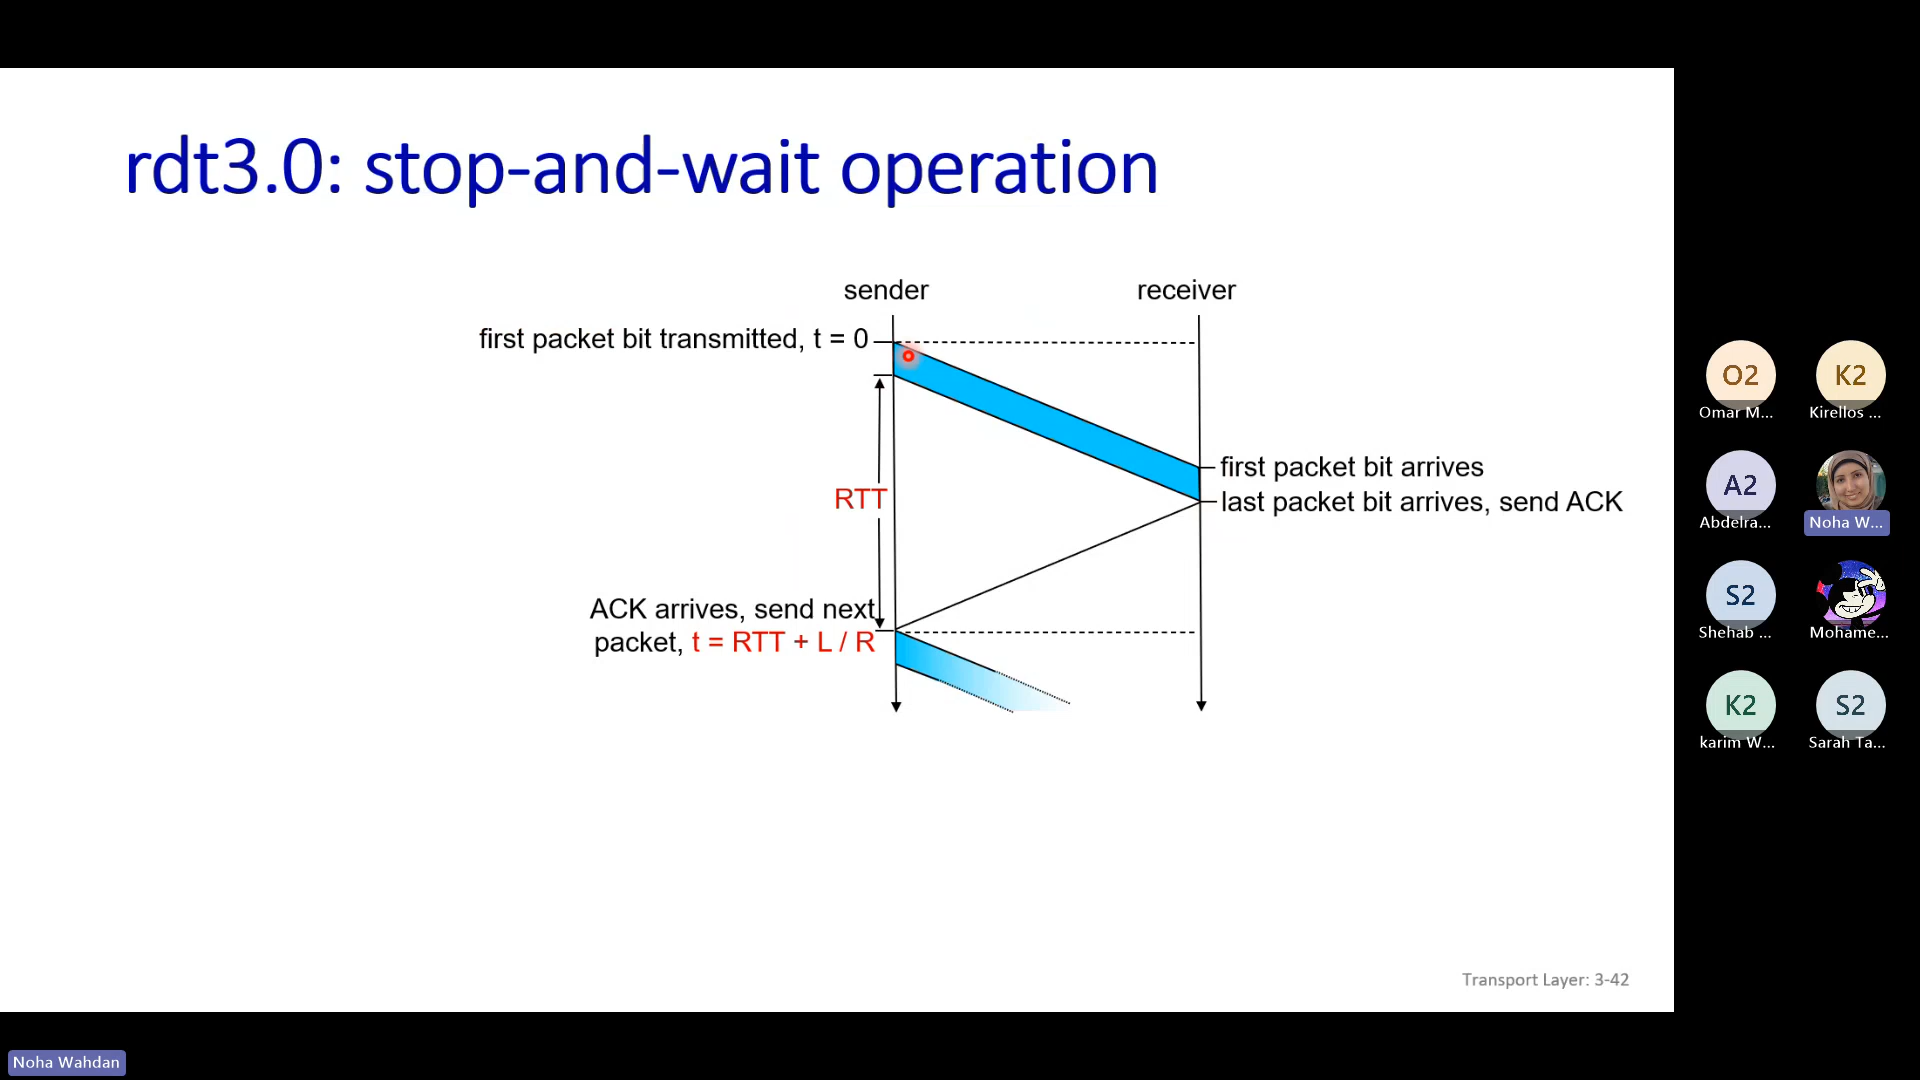 rdt3.0: stop-and-wait operation
sender
receiver
first packet bit transmitted, t = 0
first packet bit arrives
RTT
last packet bit arrives, send ACK
ACK arrives, send next
packet, t = RTT + L / R
Transport Layer: 3-42
O2
K2
Omar M...
Kirellos ...
A2
Abdelra...
Noha W...
S2
Shehab ...
Mohame...
K2
S2
karim W...
Sarah Ta...
Noha Wahdan